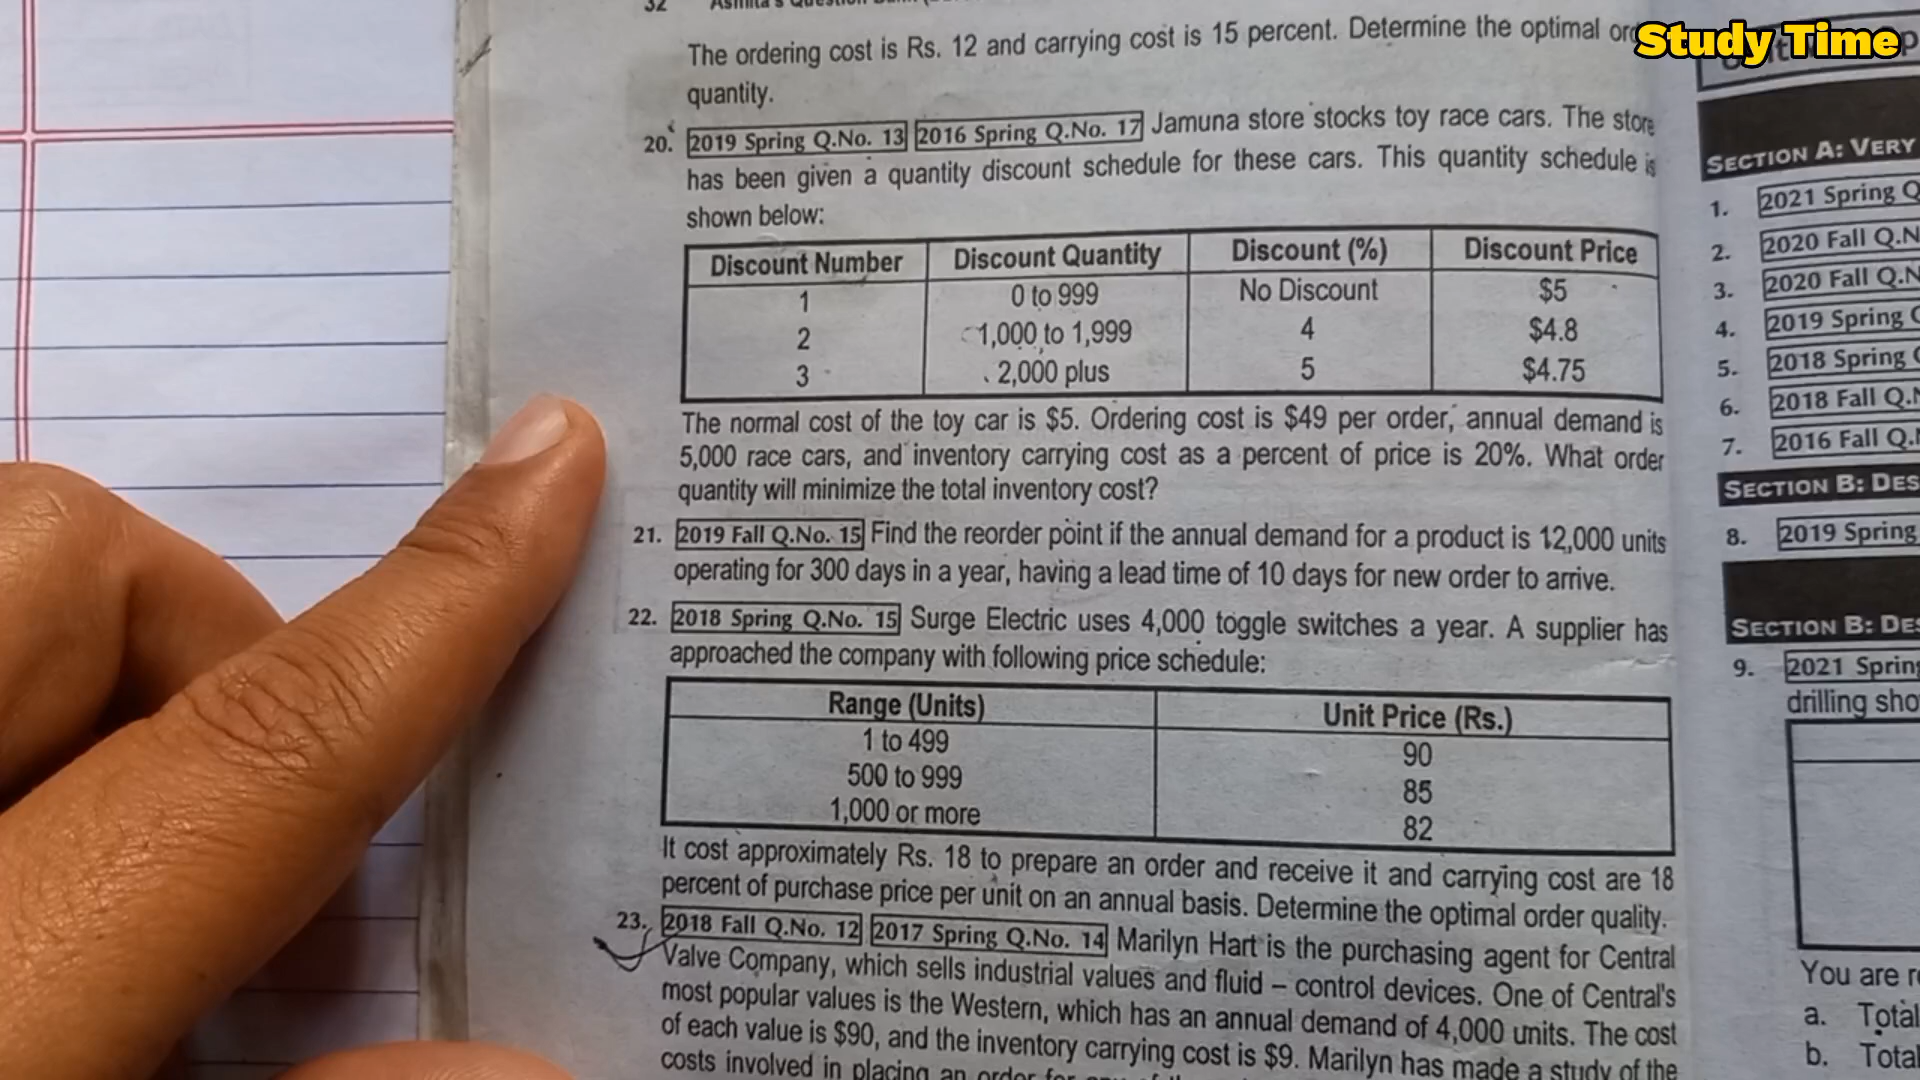 32
The ordering cost is Rs. 12 and carrying cost is 15 percent. Determine the optimal
Study Time
quantity.
20. 2019 Spring Q.No. 13 2016 Spring Q.No. 17 Jamuna store stocks toy race cars. The store
has been given a quantity discount schedule for these cars. This quantity schedule is
shown below:
Discount Number Discount Quantity Discount (%) Discount Price
1 0 to 999 No Discount $5
2 1,000 to 1,999 4 $4.8
3 2,000 plus 5 $4.75
The normal cost of the toy car is $5. Ordering cost is $49 per order, annual demand is
5,000 race cars, and inventory carrying cost as a percent of price is 20%. What order
quantity will minimize the total inventory cost?
21. 2019 Fall Q.No. 15 Find the reorder point if the annual demand for a product is 12,000 units
operating for 300 days in a year, having a lead time of 10 days for new order to arrive.
22. 2018 Spring Q.No. 15 Surge Electric uses 4,000 toggle switches a year. A supplier has
approached the company with following price schedule:
Range (Units) Unit Price (Rs.)
1 to 499 90
500 to 999 85
1,000 or more 82
It cost approximately Rs. 18 to prepare an order and receive it and carrying cost are 18
percent of purchase price per unit on an annual basis. Determine the optimal order quality.
23. 2018 Fall Q.No. 12 2017 Spring Q.No. 14 Marilyn Hart is the purchasing agent for Central
Valve Company, which sells industrial values and fluid – control devices. One of Central's
most popular values is the Western, which has an annual demand of 4,000 units. The cost
of each value is $90, and the inventory carrying cost is $9. Marilyn has made a study of the
costs involved in placing an order for
SECTION A: VERY
1. 2021 Spring Q
2. 2020 Fall Q.N
3. 2020 Fall Q.N
4. 2019 Spring
5. 2018 Spring
6. 2018 Fall Q.N
7. 2016 Fall Q.
SECTION B: DES
8. 2019 Spring
SECTION B: DES
9. 2021 Spring
drilling sho
You are
a. Total
b. Total